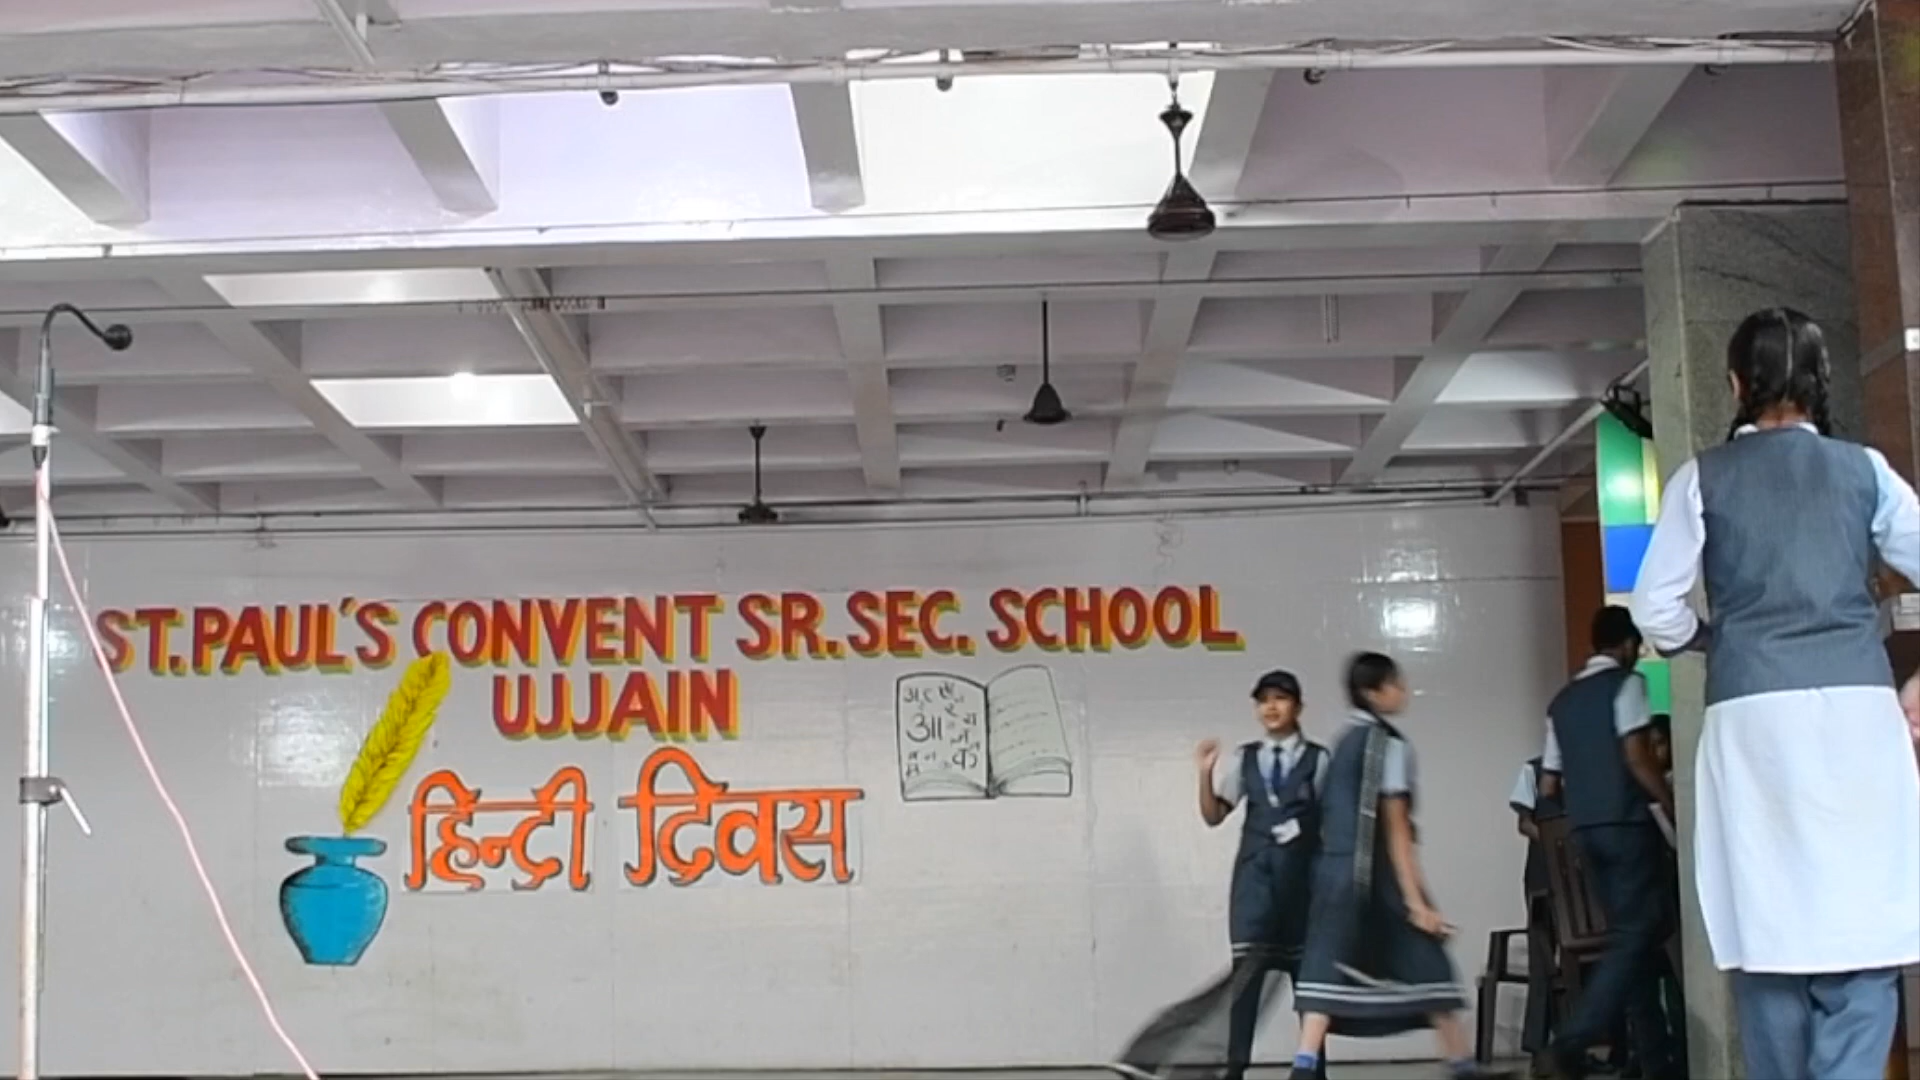 ST. PAUL'S CONVENT SR. SEC. SCHOOL
UJJAIN
हिन्दी दिवस
आ
क